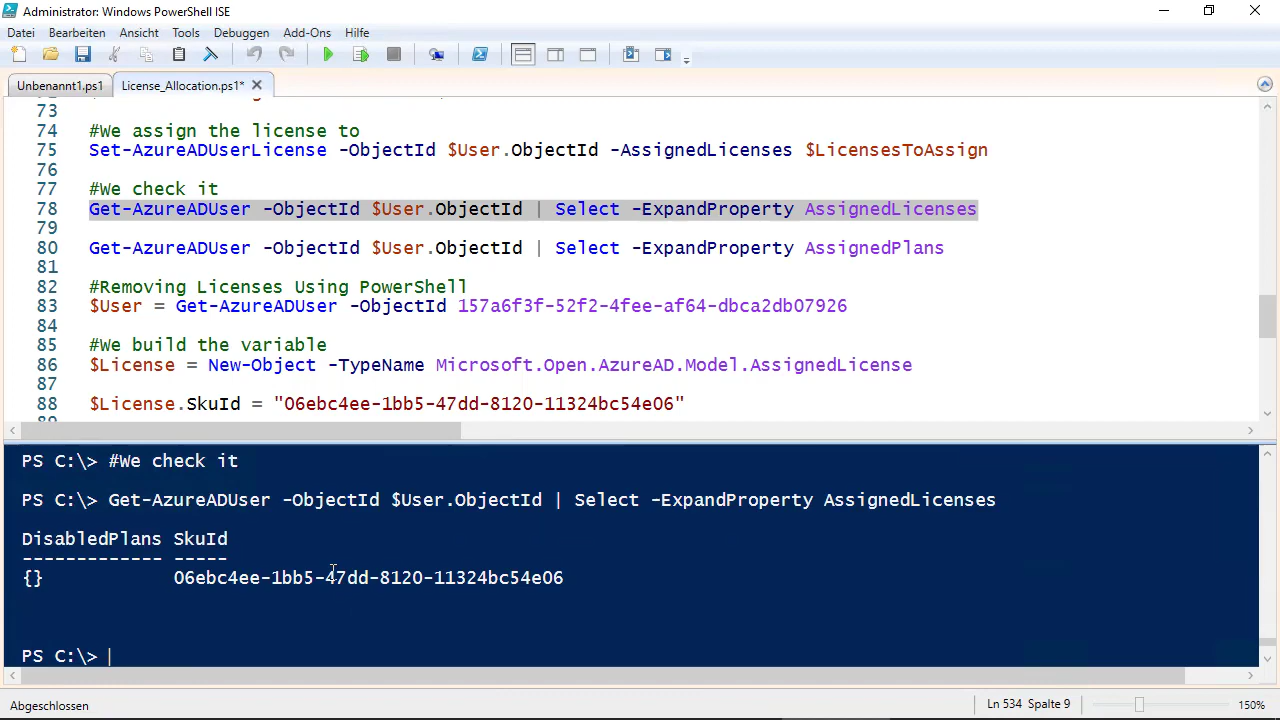 Administrator: Windows PowerShell ISE
Datei Bearbeiten Ansicht Tools Debuggen Add-Ons Hilfe
Unbenannt1.ps1 License_Allocation.ps1*
73
74 #We assign the license to
75 Set-AzureADUserLicense -ObjectId $User.ObjectId -AssignedLicenses $LicensesToAssign
76
77 #We check it
78 Get-AzureADUser -ObjectId $User.ObjectId | Select -ExpandProperty AssignedLicenses
79
80 Get-AzureADUser -ObjectId $User.ObjectId | Select -ExpandProperty AssignedPlans
81
82 #Removing Licenses Using PowerShell
83 $User = Get-AzureADUser -ObjectId 157a6f3f-52f2-4fee-af64-dbca2db07926
84
85 #We build the variable
86 $License = New-Object -TypeName Microsoft.Open.AzureAD.Model.AssignedLicense
87
88 $License.SkuId = "06ebc4ee-1bb5-47dd-8120-11324bc54e06"
PS C:\> #We check it
PS C:\> Get-AzureADUser -ObjectId $User.ObjectId | Select -ExpandProperty AssignedLicenses
DisabledPlans SkuId
------------- -----
{} 06ebc4ee-1bb5-47dd-8120-11324bc54e06
PS C:\>
Abgeschlossen Ln 534 Spalte 9 150%